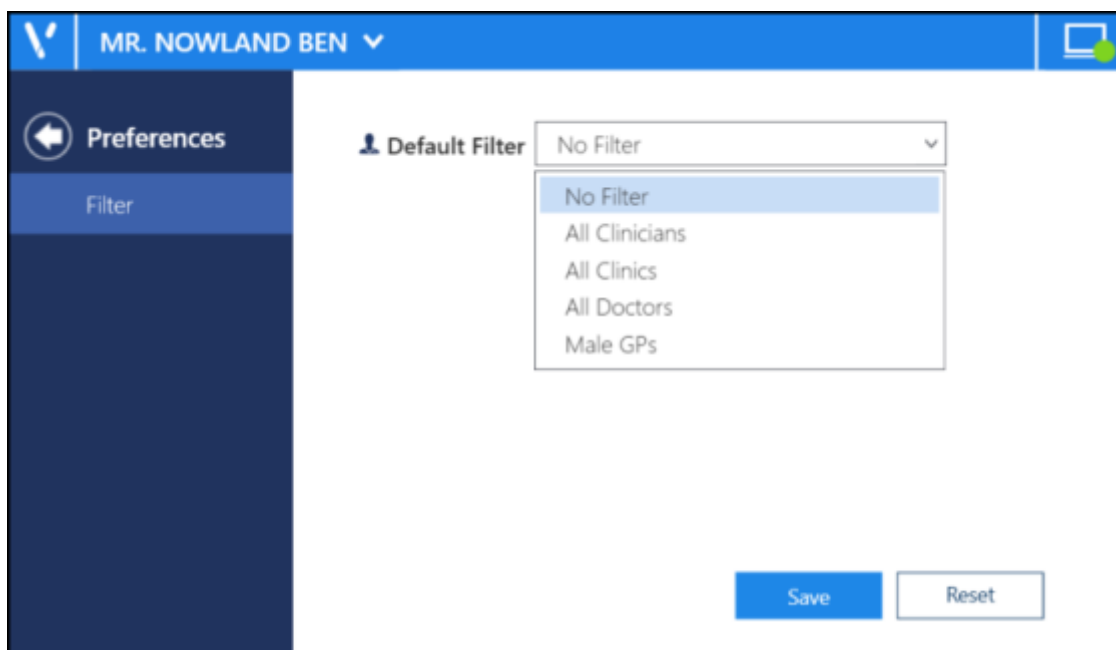 MR. NOWLAND BEN
Preferences
Filter
Default Filter
No Filter
No Filter
All Clinicians
All Clinics
All Doctors
Male GPs
Save
Reset